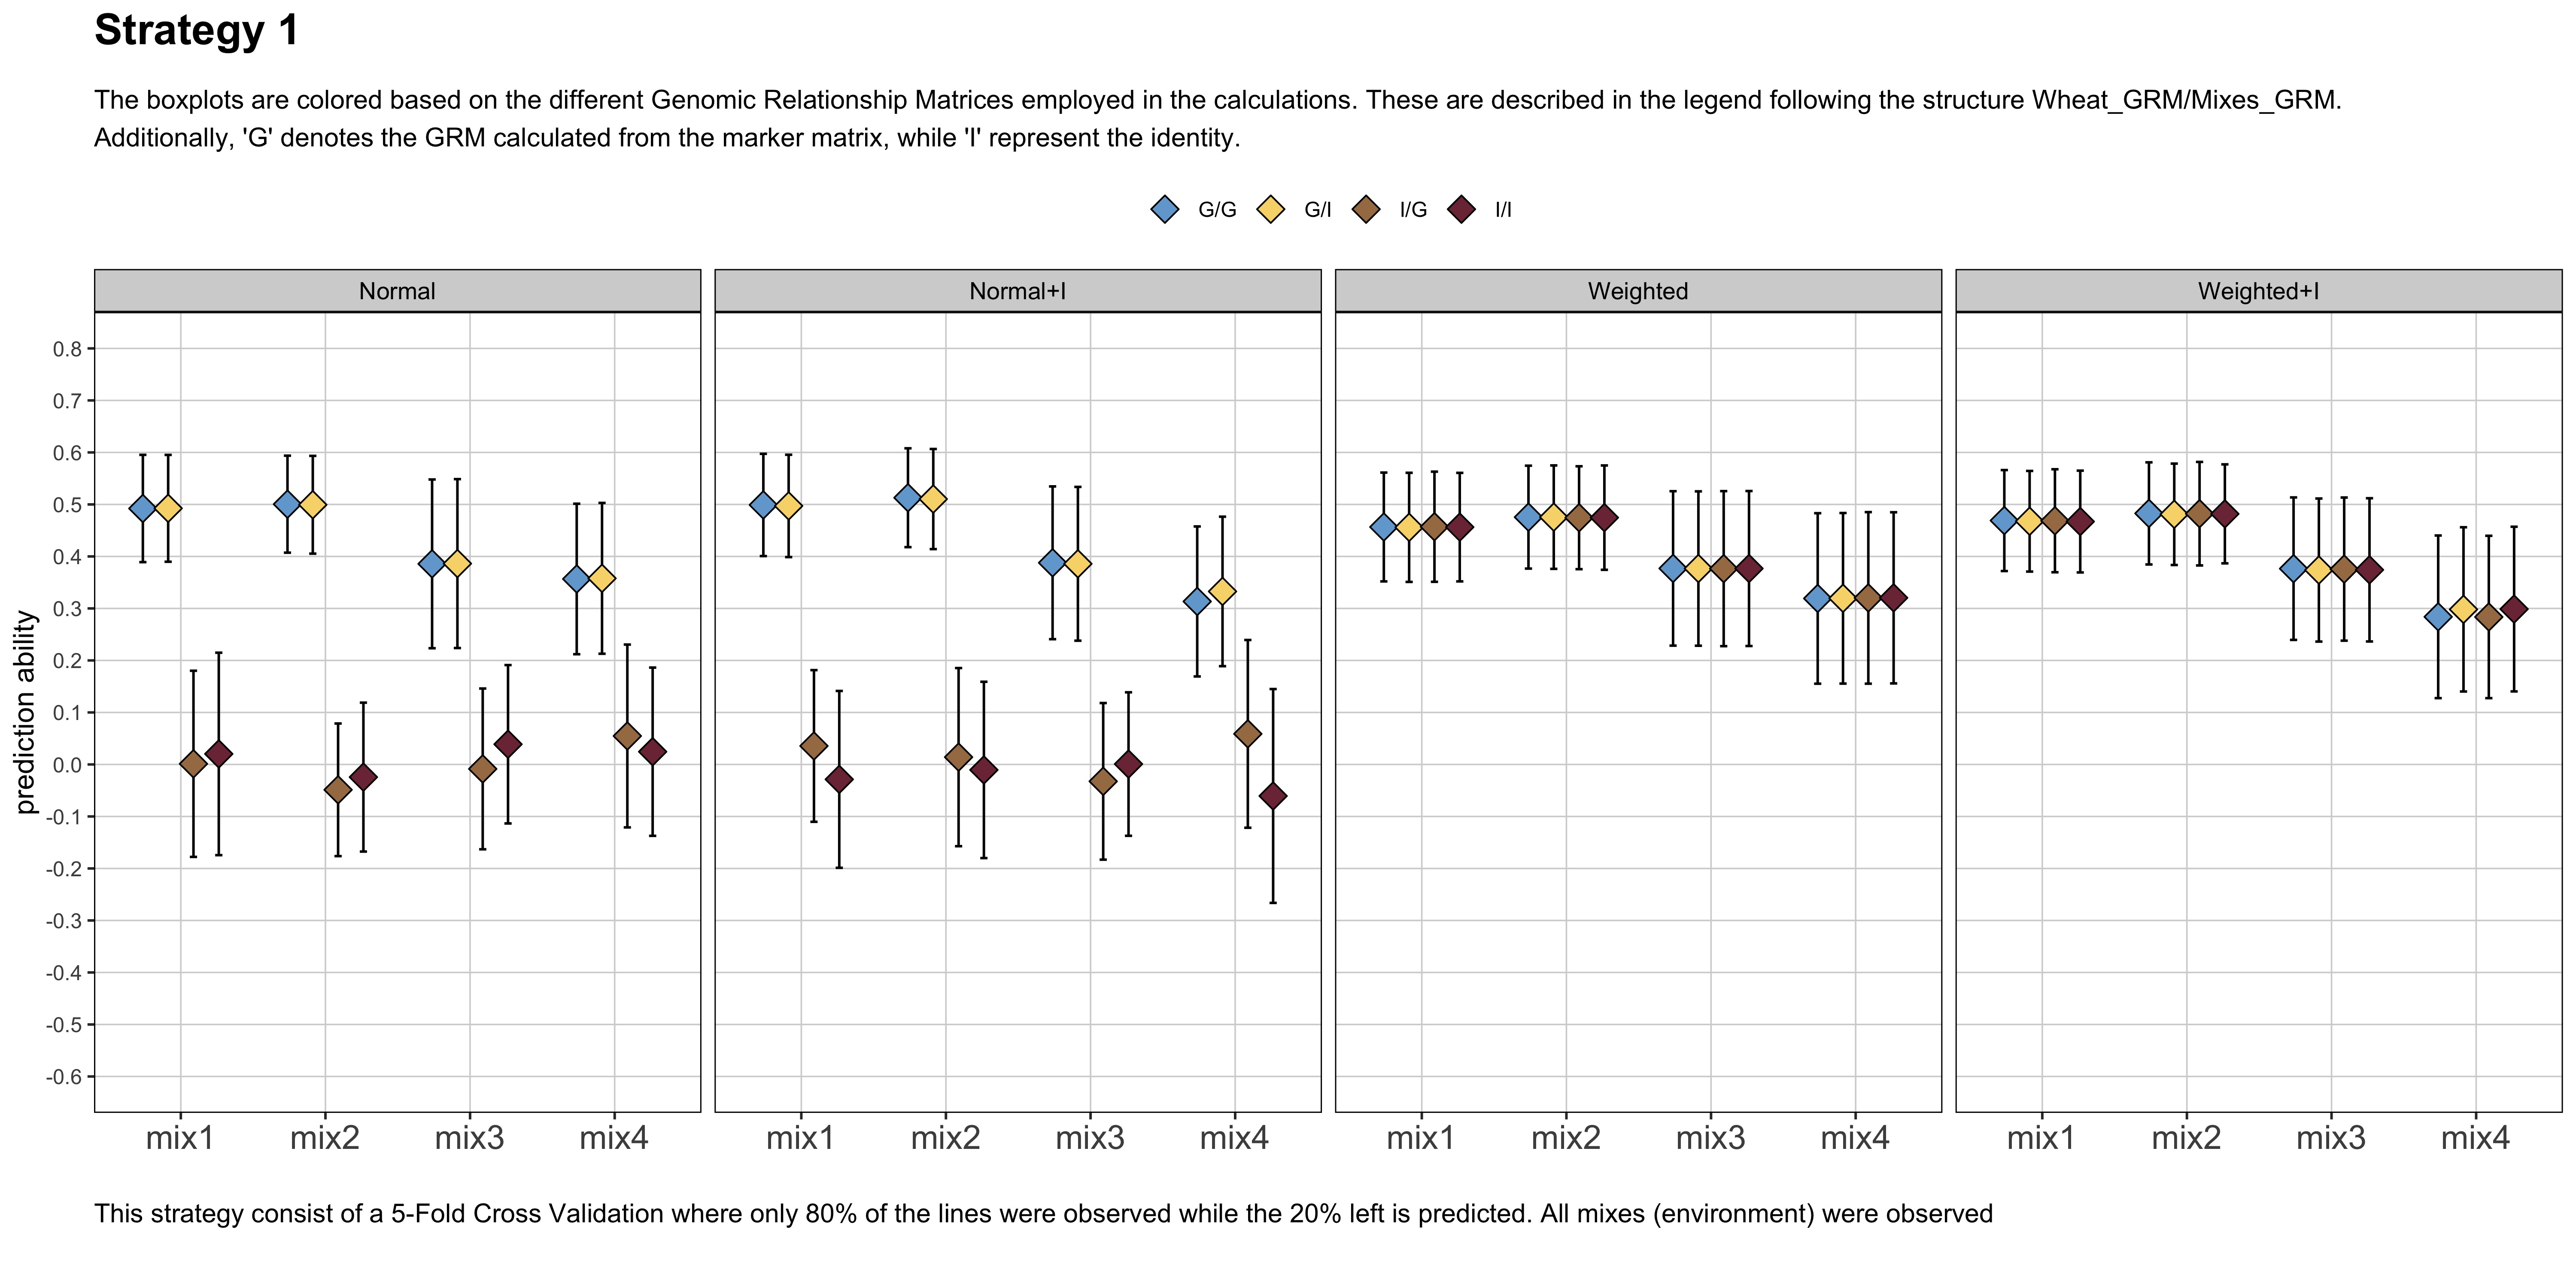 Strategy 1
The boxplots are colored based on the different Genomic Relationship Matrices employed in the calculations. These are described in the legend following the structure Wheat_GRM/Mixes_GRM.
Additionally, 'G' denotes the GRM calculated from the marker matrix, while 'I' represent the identity.
G/G G/I I/G I/I
Normal Normal+I Weighted Weighted+I
0.8
0.7
0.6
0.5
0.4
0.3
0.2
0.1
0.0
-0.1
-0.2
-0.3
-0.4
-0.5
-0.6
prediction ability
mix1 mix2 mix3 mix4 mix1 mix2 mix3 mix4 mix1 mix2 mix3 mix4 mix1 mix2 mix3 mix4
This strategy consist of a 5-Fold Cross Validation where only 80% of the lines were observed while the 20% left is predicted. All mixes (environment) were observed